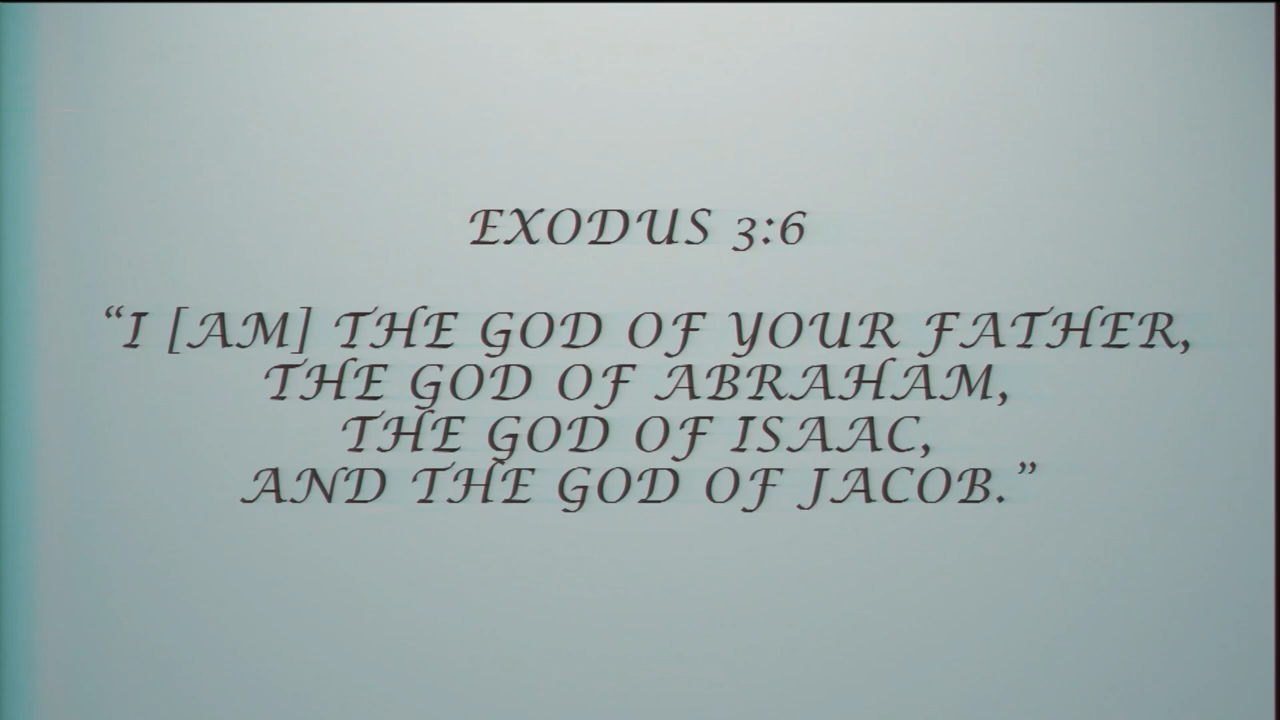 EXODUS 3:6
“I [AM] THE GOD OF YOUR FATHER,
THE GOD OF ABRAHAM,
THE GOD OF ISAAC,
AND THE GOD OF JACOB.”